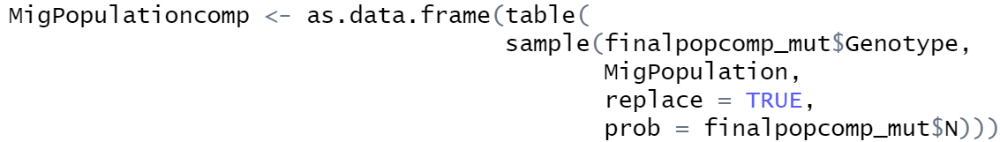 MigPopulationcomp <- as.data.frame(table(
sample(finalpopcomp_mut$Genotype,
MigPopulation,
replace = TRUE,
prob = finalpopcomp_mut$N)))